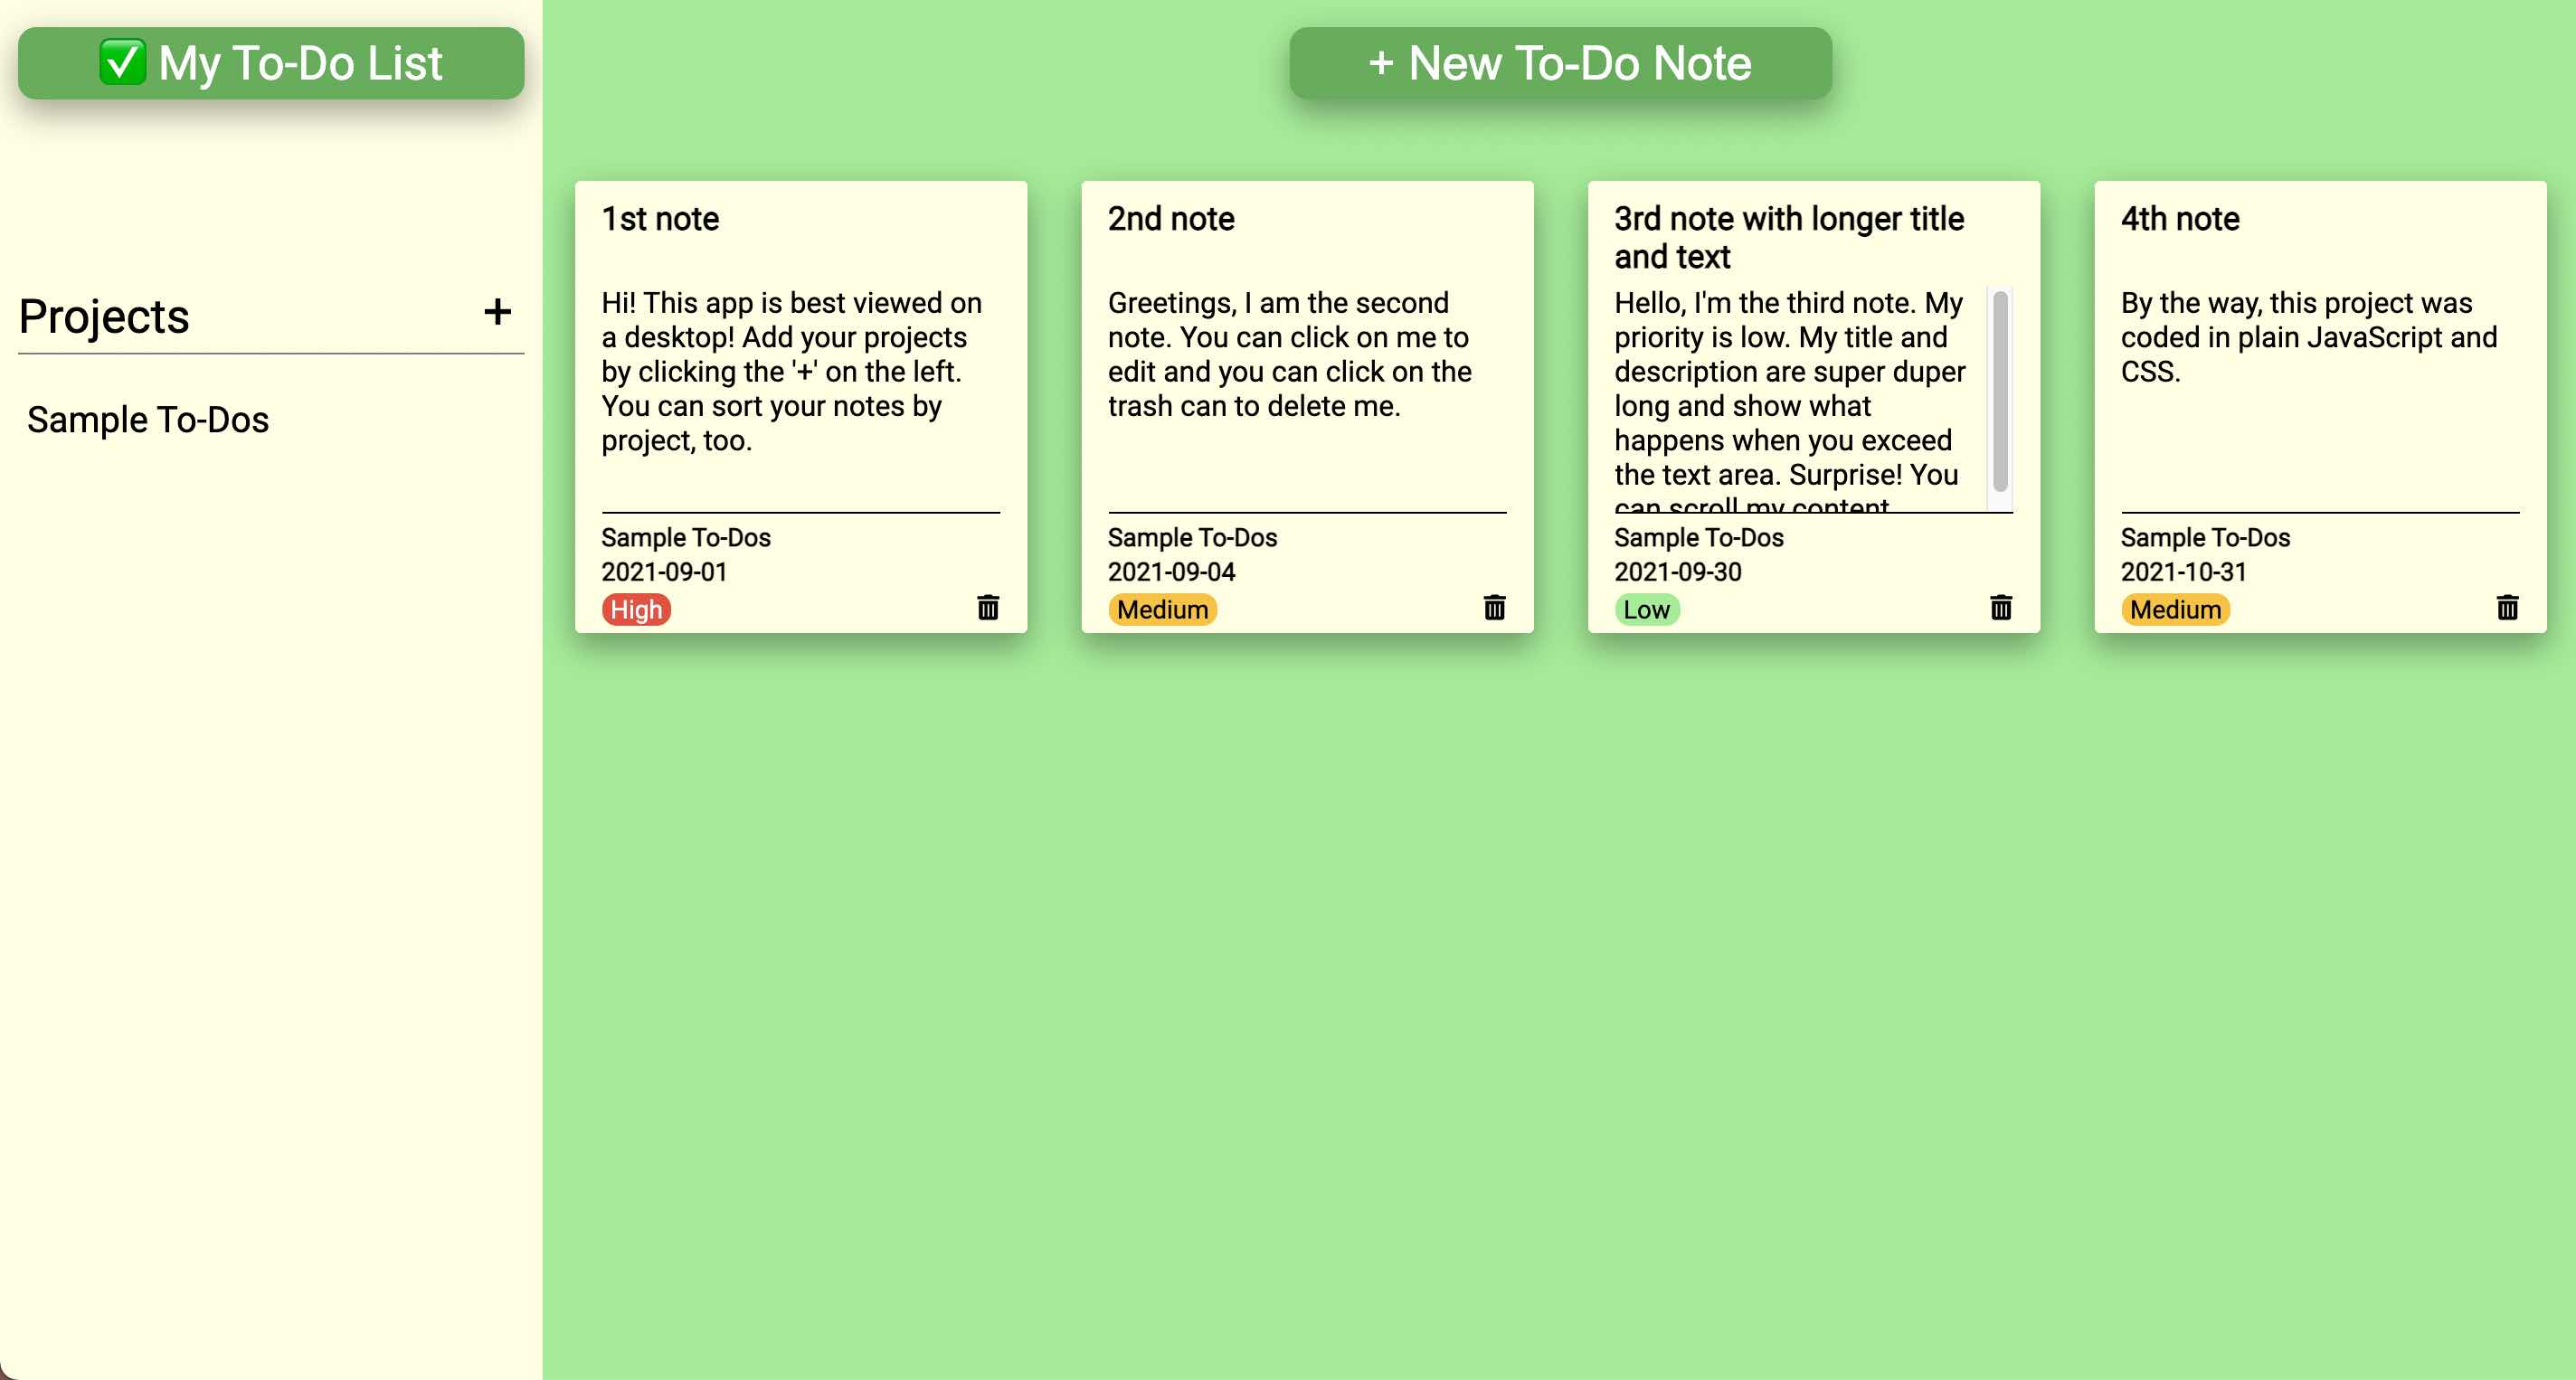 ✅ My To-Do List
+ New To-Do Note
Projects +
Sample To-Dos
1st note
Hi! This app is best viewed on
a desktop! Add your projects
by clicking the '+' on the left.
You can sort your notes by
project, too.
Sample To-Dos
2021-09-01
High
2nd note
Greetings, I am the second
note. You can click on me to
edit and you can click on the
trash can to delete me.
Sample To-Dos
2021-09-04
Medium
3rd note with longer title
and text
Hello, I'm the third note. My
priority is low. My title and
description are super duper
long and show what
happens when you exceed
the text area. Surprise! You
can scroll my content
Sample To-Dos
2021-09-30
Low
4th note
By the way, this project was
coded in plain JavaScript and
CSS.
Sample To-Dos
2021-10-31
Medium